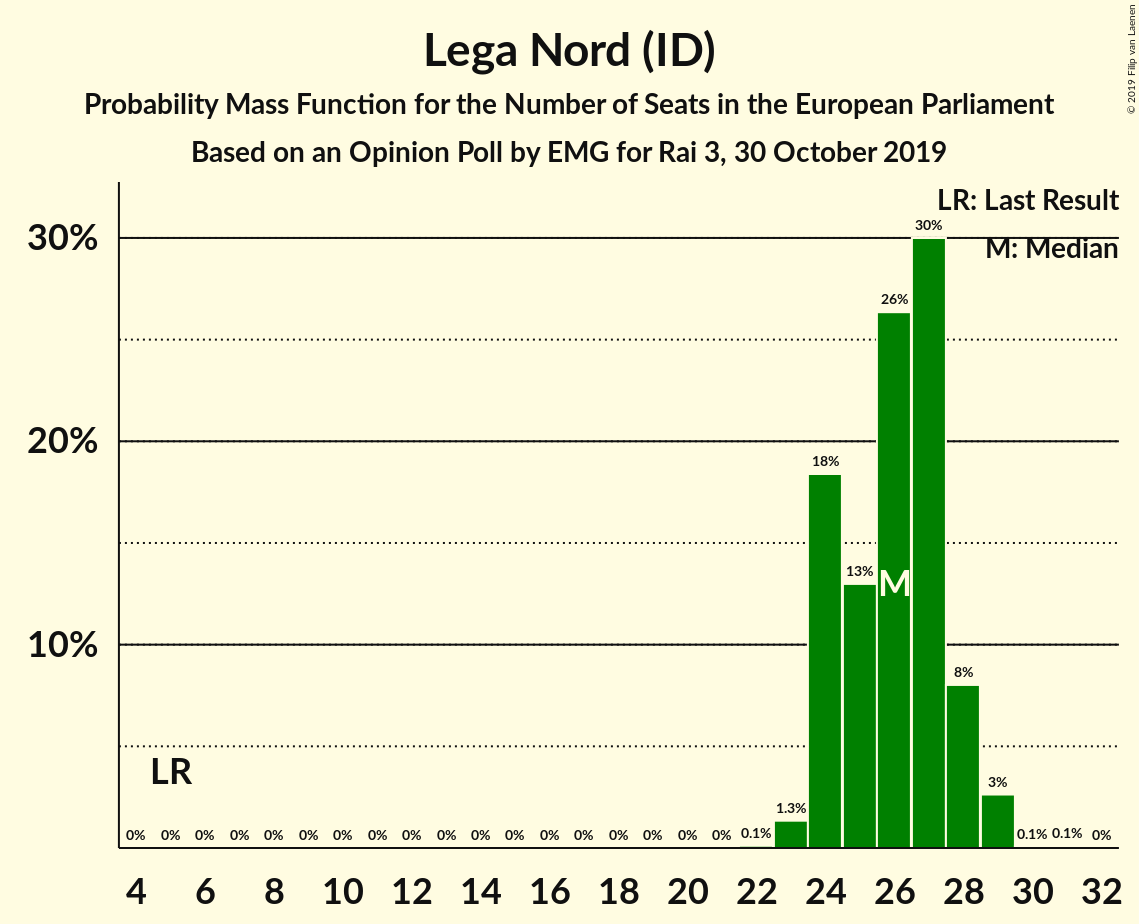 Lega Nord (ID)
Probability Mass Function for the Number of Seats in the European Parliament
Based on an Opinion Poll by EMG for Rai 3, 30 October 2019
© 2019 Filip van Laenen
LR: Last Result
M: Median
30%
20%
10%
LR
M
0% 0% 0% 0% 0% 0% 0% 0% 0% 0% 0% 0% 0% 0% 0% 0% 0% 0% 0.1% 1.3% 18% 13% 26% 30% 8% 3% 0.1% 0.1% 0%
4 6 8 10 12 14 16 18 20 22 24 26 28 30 32